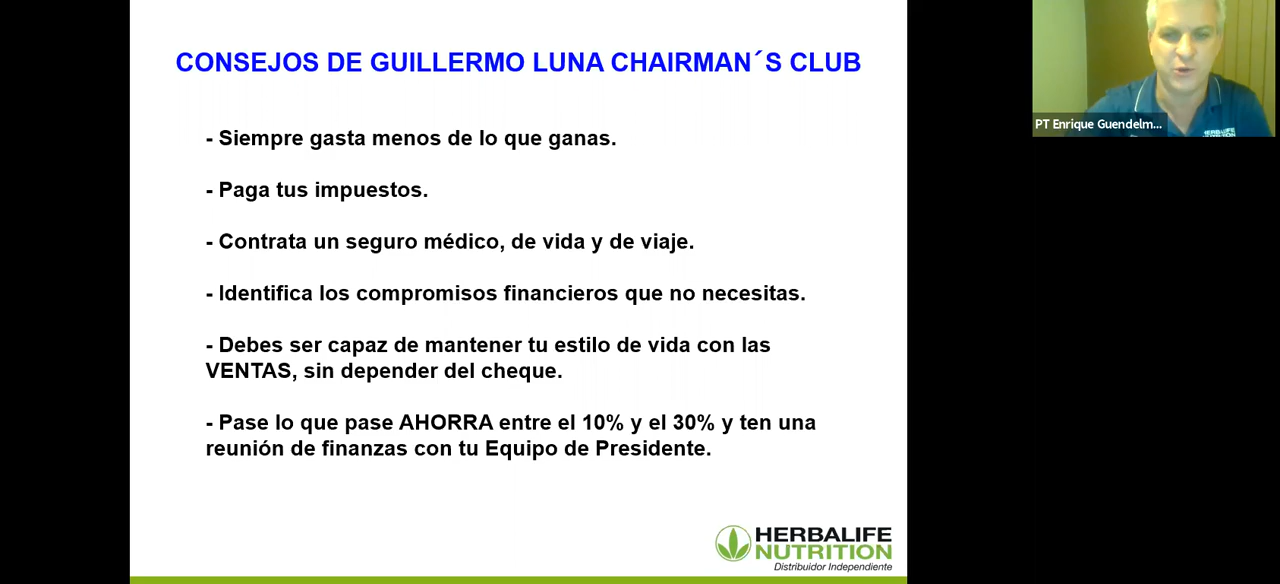 CONSEJOS DE GUILLERMO LUNA CHAIRMAN´S CLUB
- Siempre gasta menos de lo que ganas.
- Paga tus impuestos.
- Contrata un seguro médico, de vida y de viaje.
- Identifica los compromisos financieros que no necesitas.
- Debes ser capaz de mantener tu estilo de vida con las
VENTAS, sin depender del cheque.
- Pase lo que pase AHORRA entre el 10% y el 30% y ten una
reunión de finanzas con tu Equipo de Presidente.
HERBALIFE
NUTRITION
Distribuidor Independiente
PT Enrique Guendelm...
HERBALIFE
NUTRITION